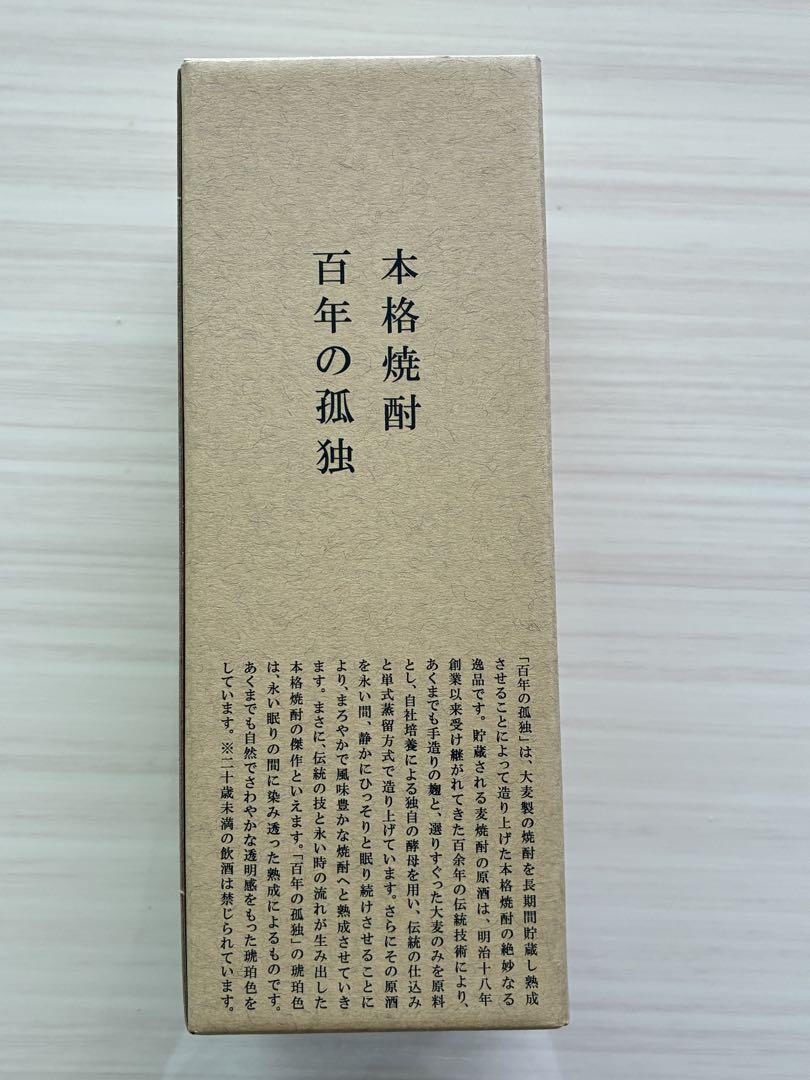 本格焼酎
百年の孤独
「百年の孤独」は、大麦製の焼酎を長期間貯蔵し熟成
させることによって造り上げた本格焼酎の絶妙なる
逸品です。貯蔵される麦焼酎の原酒は、明治十八年
創業以来受け継がれてきた百余年の伝統技術により、
あくまでも手造りの麹と、選りすぐった大麦のみを原料
とし、自社培養による独自の酵母を用い、伝統の仕込み
と単式蒸留方式で造り上げています。さらにその原酒
を永い間、静かにひっそりと眠り続けさせることに
より、まろやかで風味豊かな焼酎へと熟成させていき
ます。まさに、伝統の技と永い時の流れが生み出した
本格焼酎の傑作といえます。「百年の孤独」の琥珀色
は、永い眠りの間に染み透った熟成によるものです。
あくまでも自然でさわやかな透明感をもった琥珀色を
しています。※二十歳未満の飲酒は禁じられています。